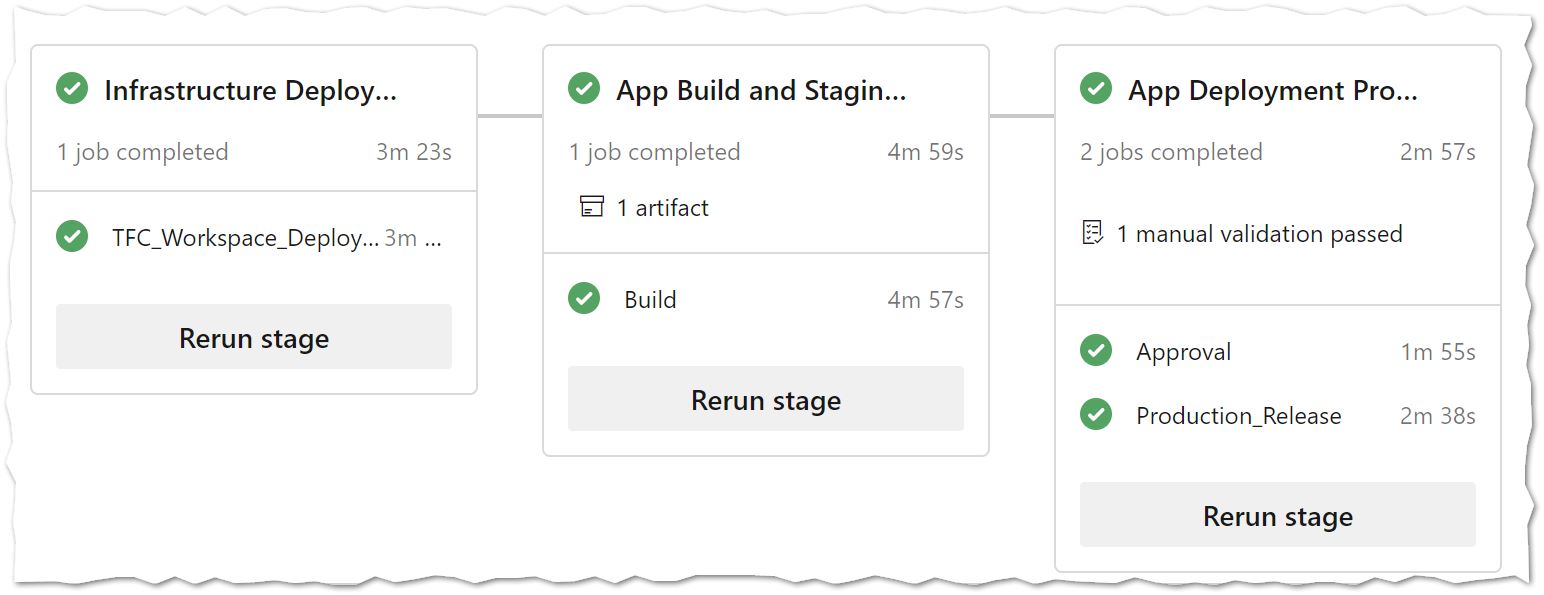 Infrastructure Deploy...
1 job completed 3m 23s
TFC_Workspace_Deploy... 3m ...
Rerun stage
App Build and Stagin...
1 job completed 4m 59s
1 artifact
Build 4m 57s
Rerun stage
App Deployment Pro...
2 jobs completed 2m 57s
1 manual validation passed
Approval 1m 55s
Production_Release 2m 38s
Rerun stage